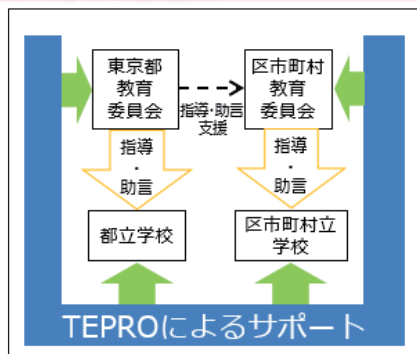 東京都
教育
委員会
指導・助言
支援
区市町村
教育
委員会
指導
・
助言
指導
・
助言
都立学校
区市町村立
学校
TEPROによるサポート